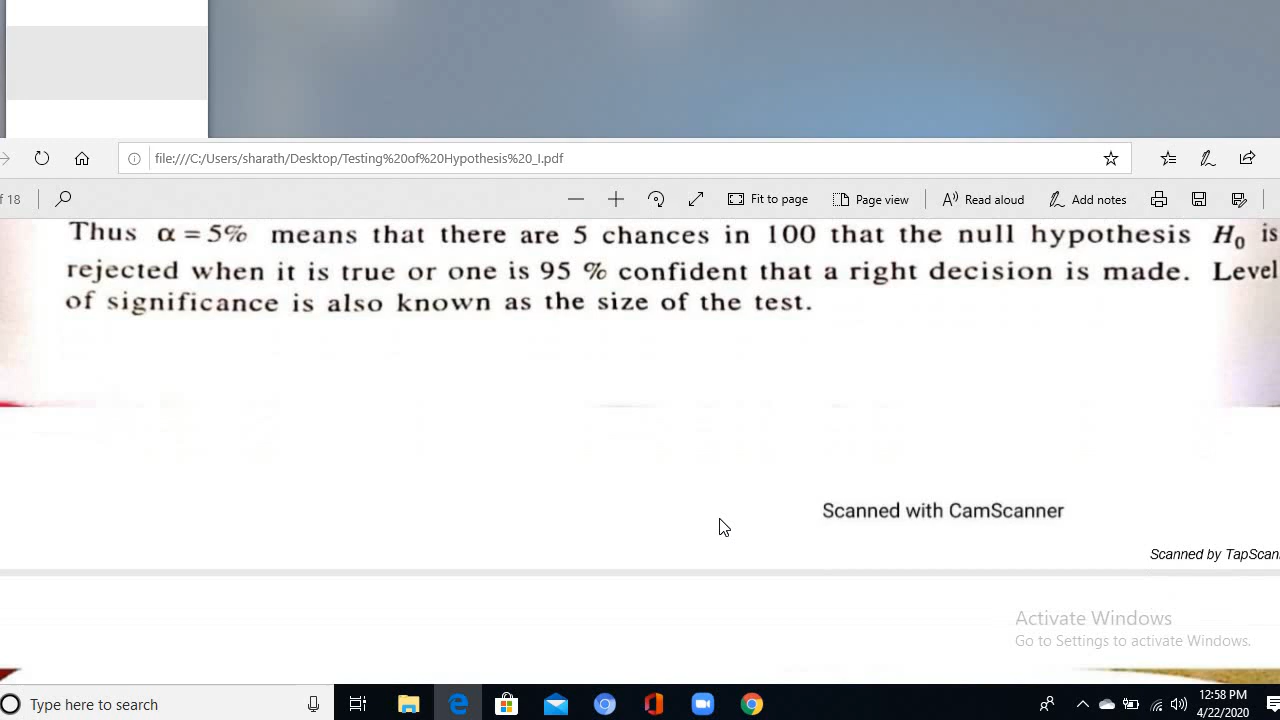 file:///C:/Users/sharath/Desktop/Testing%20of%20Hypothesis%20_I.pdf
f 18
Fit to page
Page view
Read aloud
Add notes
Thus α = 5% means that there are 5 chances in 100 that the null hypothesis H₀ is
rejected when it is true or one is 95 % confident that a right decision is made. Level
of significance is also known as the size of the test.
Scanned with CamScanner
Scanned by TapScan
Activate Windows
Go to Settings to activate Windows.
Type here to search
12:58 PM
4/22/2020